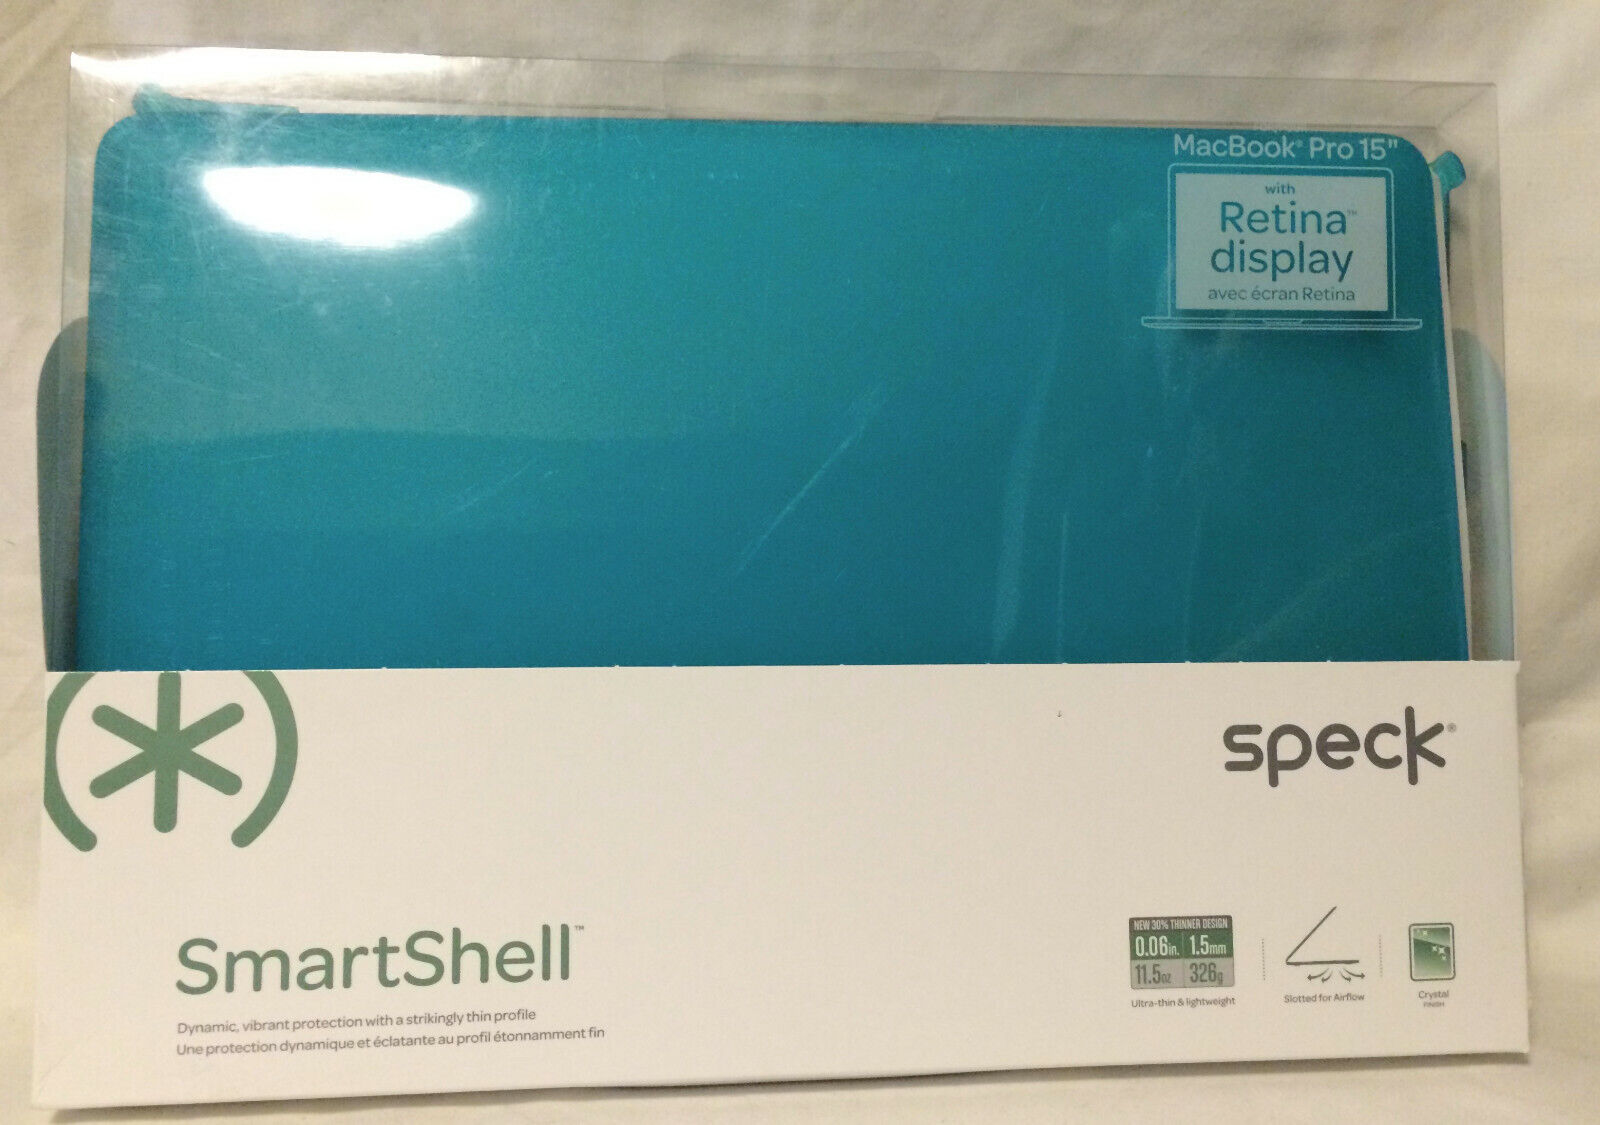 MacBook® Pro 15"
with
Retina™
display
avec écran Retina
speck®
SmartShell™
Dynamic, vibrant protection with a strikingly thin profile
Une protection dynamique et éclatante au profil étonnamment fin
NEW 30% THINNER DESIGN
0.06in. 1.5mm
11.5oz 326g
Ultra-thin & lightweight
Slotted for Airflow
Crystal
FINISH